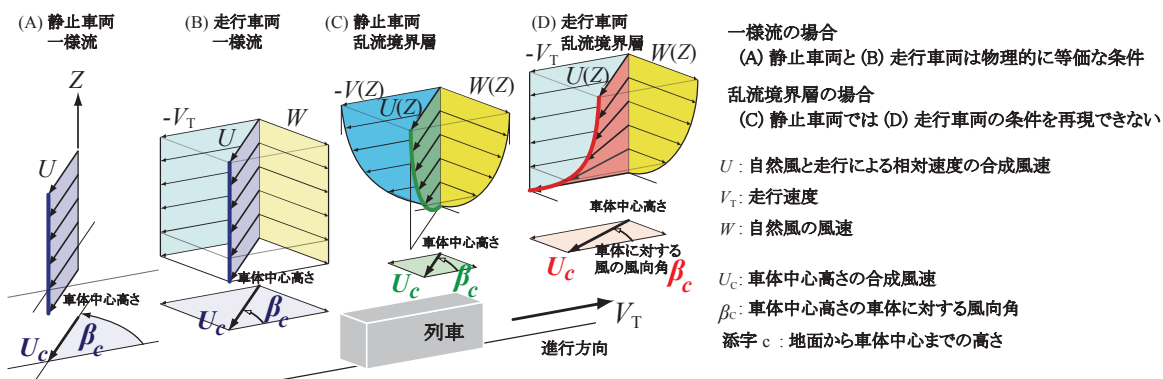 (A) 静止車両
一様流
Z
U
車体中心高さ
Uc
βc
(B) 走行車両
一様流
-VT
W
U
車体中心高さ
Uc
βc
(C) 静止車両
乱流境界層
-V(Z)
W(Z)
U(Z)
車体中心高さ
Uc
βc
(D) 走行車両
乱流境界層
-VT
W(Z)
U(Z)
車体中心高さ
車体に対する
風の風向角
Uc
βc
列車
VT
進行方向
一様流の場合
(A) 静止車両と (B) 走行車両は物理的に等価な条件
乱流境界層の場合
(C) 静止車両では (D) 走行車両の条件を再現できない
U : 自然風と走行による相対速度の合成風速
VT : 走行速度
W : 自然風の風速
UC: 車体中心高さの合成風速
βC: 車体中心高さの車体に対する風向角
添字 c : 地面から車体中心までの高さ